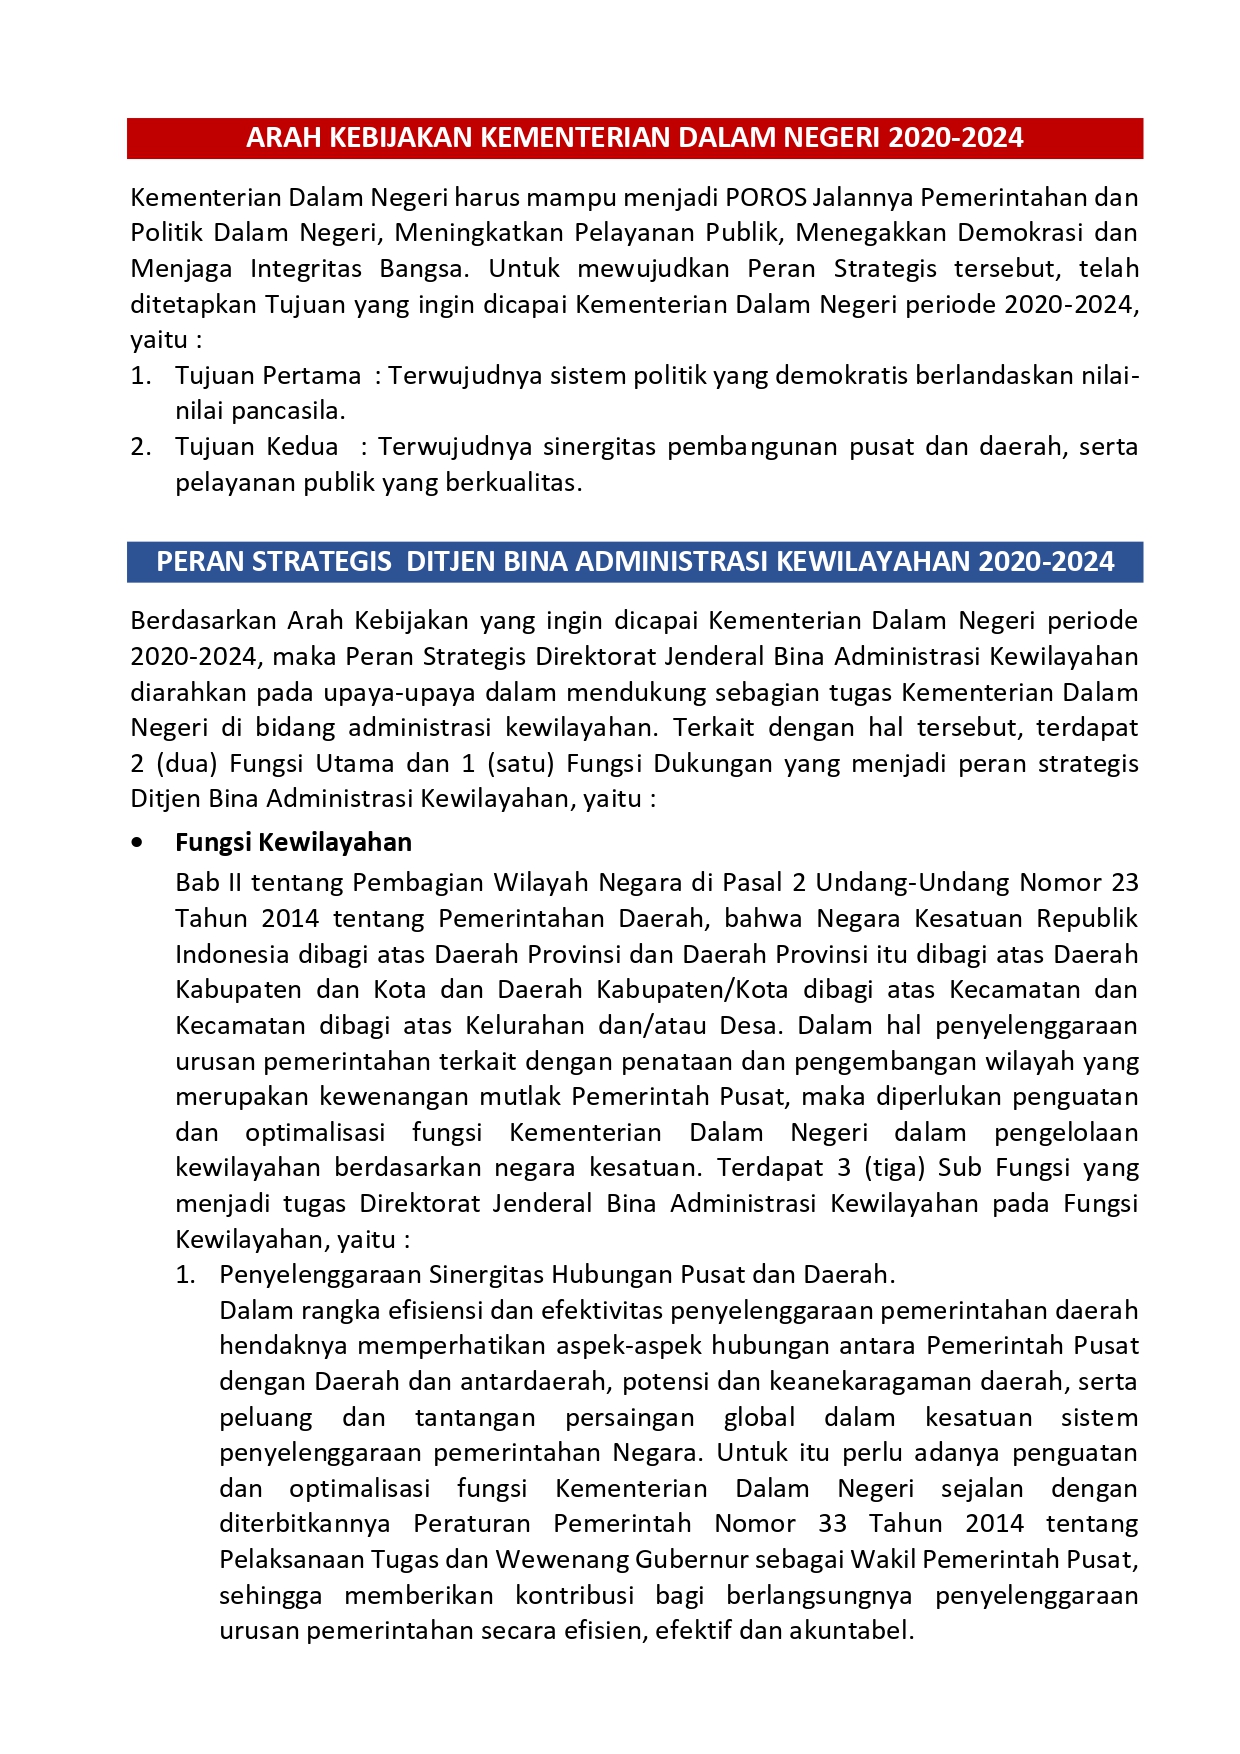 ARAH KEBIJAKAN KEMENTERIAN DALAM NEGERI 2020-2024
Kementerian Dalam Negeri harus mampu menjadi POROS Jalannya Pemerintahan dan
Politik Dalam Negeri, Meningkatkan Pelayanan Publik, Menegakkan Demokrasi dan
Menjaga Integritas Bangsa. Untuk mewujudkan Peran Strategis tersebut, telah
ditetapkan Tujuan yang ingin dicapai Kementerian Dalam Negeri periode 2020-2024,
yaitu :
1. Tujuan Pertama : Terwujudnya sistem politik yang demokratis berlandaskan nilai-
nilai pancasila.
2. Tujuan Kedua : Terwujudnya sinergitas pembangunan pusat dan daerah, serta
pelayanan publik yang berkualitas.
PERAN STRATEGIS DITJEN BINA ADMINISTRASI KEWILAYAHAN 2020-2024
Berdasarkan Arah Kebijakan yang ingin dicapai Kementerian Dalam Negeri periode
2020-2024, maka Peran Strategis Direktorat Jenderal Bina Administrasi Kewilayahan
diarahkan pada upaya-upaya dalam mendukung sebagian tugas Kementerian Dalam
Negeri di bidang administrasi kewilayahan. Terkait dengan hal tersebut, terdapat
2 (dua) Fungsi Utama dan 1 (satu) Fungsi Dukungan yang menjadi peran strategis
Ditjen Bina Administrasi Kewilayahan, yaitu :
• Fungsi Kewilayahan
Bab II tentang Pembagian Wilayah Negara di Pasal 2 Undang-Undang Nomor 23
Tahun 2014 tentang Pemerintahan Daerah, bahwa Negara Kesatuan Republik
Indonesia dibagi atas Daerah Provinsi dan Daerah Provinsi itu dibagi atas Daerah
Kabupaten dan Kota dan Daerah Kabupaten/Kota dibagi atas Kecamatan dan
Kecamatan dibagi atas Kelurahan dan/atau Desa. Dalam hal penyelenggaraan
urusan pemerintahan terkait dengan penataan dan pengembangan wilayah yang
merupakan kewenangan mutlak Pemerintah Pusat, maka diperlukan penguatan
dan optimalisasi fungsi Kementerian Dalam Negeri dalam pengelolaan
kewilayahan berdasarkan negara kesatuan. Terdapat 3 (tiga) Sub Fungsi yang
menjadi tugas Direktorat Jenderal Bina Administrasi Kewilayahan pada Fungsi
Kewilayahan, yaitu :
1. Penyelenggaraan Sinergitas Hubungan Pusat dan Daerah.
Dalam rangka efisiensi dan efektivitas penyelenggaraan pemerintahan daerah
hendaknya memperhatikan aspek-aspek hubungan antara Pemerintah Pusat
dengan Daerah dan antardaerah, potensi dan keanekaragaman daerah, serta
peluang dan tantangan persaingan global dalam kesatuan sistem
penyelenggaraan pemerintahan Negara. Untuk itu perlu adanya penguatan
dan optimalisasi fungsi Kementerian Dalam Negeri sejalan dengan
diterbitkannya Peraturan Pemerintah Nomor 33 Tahun 2014 tentang
Pelaksanaan Tugas dan Wewenang Gubernur sebagai Wakil Pemerintah Pusat,
sehingga memberikan kontribusi bagi berlangsungnya penyelenggaraan
urusan pemerintahan secara efisien, efektif dan akuntabel.